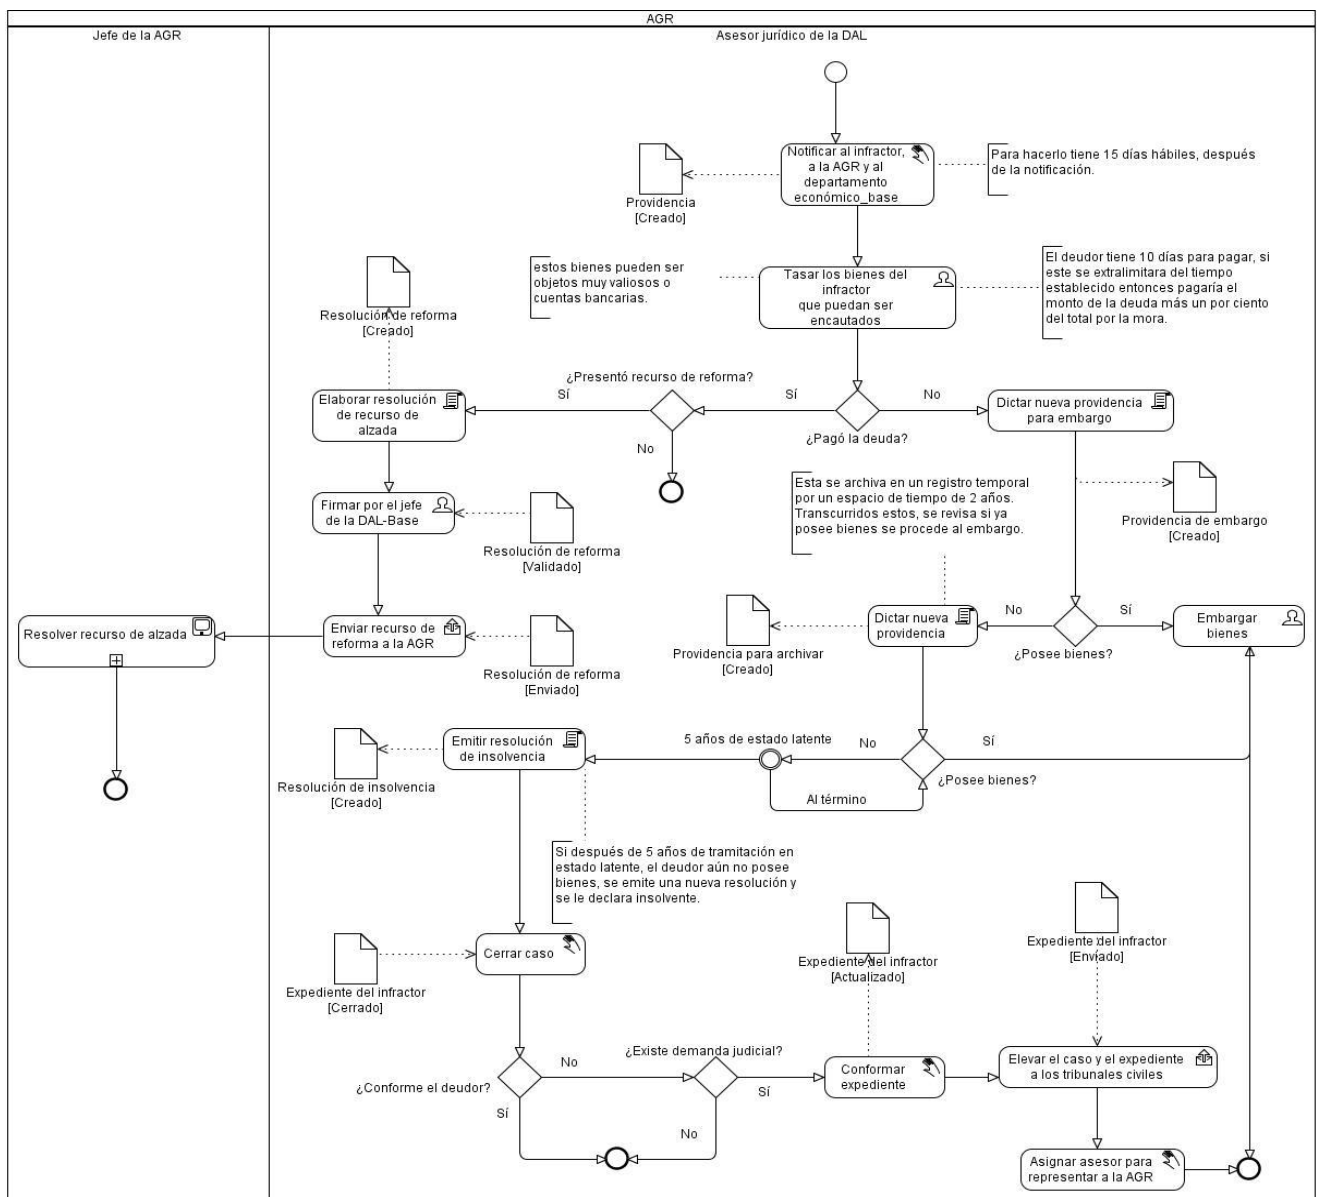 AGR
Jefe de la AGR
Asesor jurídico de la DAL
Notificar al infractor,
a la AGR y al
departamento
económico_base
Para hacerlo tiene 15 días hábiles, después
de la notificación.
Providencia
[Creado]
estos bienes pueden ser
objetos muy valiosos o
cuentas bancarias.
Tasar los bienes del
infractor
que puedan ser
encautados
El deudor tiene 10 días para pagar, si
este se extralimitara del tiempo
establecido entonces pagaría el
monto de la deuda más un por ciento
del total por la mora.
Resolución de reforma
[Creado]
¿Presentó recurso de reforma?
Sí
Sí
No
Elaborar resolución
de recurso de
alzada
Dictar nueva providencia
para embargo
¿Pagó la deuda?
No
Esta se archiva en un registro temporal
por un espacio de tiempo de 2 años.
Transcurridos estos, se revisa si ya
posee bienes se procede al embargo.
Firmar por el jefe
de la DAL-Base
Resolución de reforma
[Validado]
Providencia de embargo
[Creado]
Resolver recurso de alzada
Enviar recurso de
reforma a la AGR
Resolución de reforma
[Enviado]
Providencia para archivar
[Creado]
Dictar nueva
providencia
No
Sí
¿Posee bienes?
Embargar
bienes
Emitir resolución
de insolvencia
5 años de estado latente
No
Sí
¿Posee bienes?
Al término
Resolución de insolvencia
[Creado]
Si después de 5 años de tramitación en
estado latente, el deudor aún no posee
bienes, se emite una nueva resolución y
se le declara insolvente.
Cerrar caso
Expediente del infractor
[Cerrado]
Expediente del infractor
[Actualizado]
Expediente del infractor
[Enviado]
¿Existe demanda judicial?
No
¿Conforme el deudor?
Sí
Sí
No
Conformar
expediente
Elevar el caso y el expediente
a los tribunales civiles
Asignar asesor para
representar a la AGR